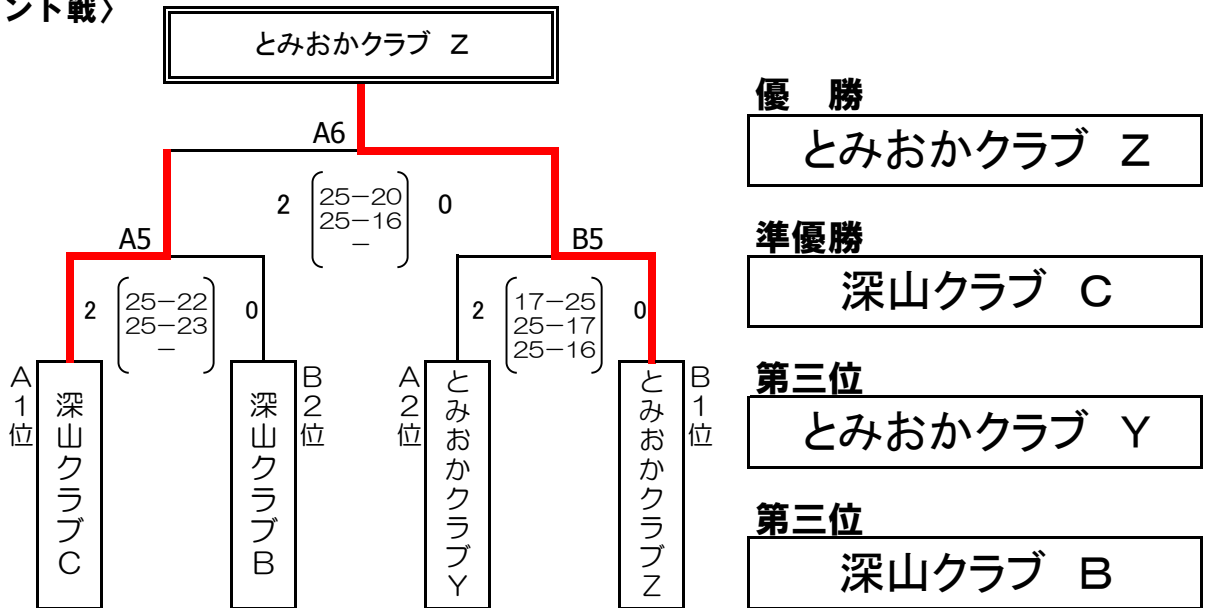 ント戦〉
とみおかクラブ Z
A6
2 25-20 0
25-16
-
A5
2 25-22 0
25-23
-
B5
2 17-25 0
25-17
25-16
A1位
深山クラブC
深山クラブB
B2位
A2位
とみおかクラブY
とみおかクラブZ
B1位
優 勝
とみおかクラブ Z
準優勝
深山クラブ C
第三位
とみおかクラブ Y
第三位
深山クラブ B